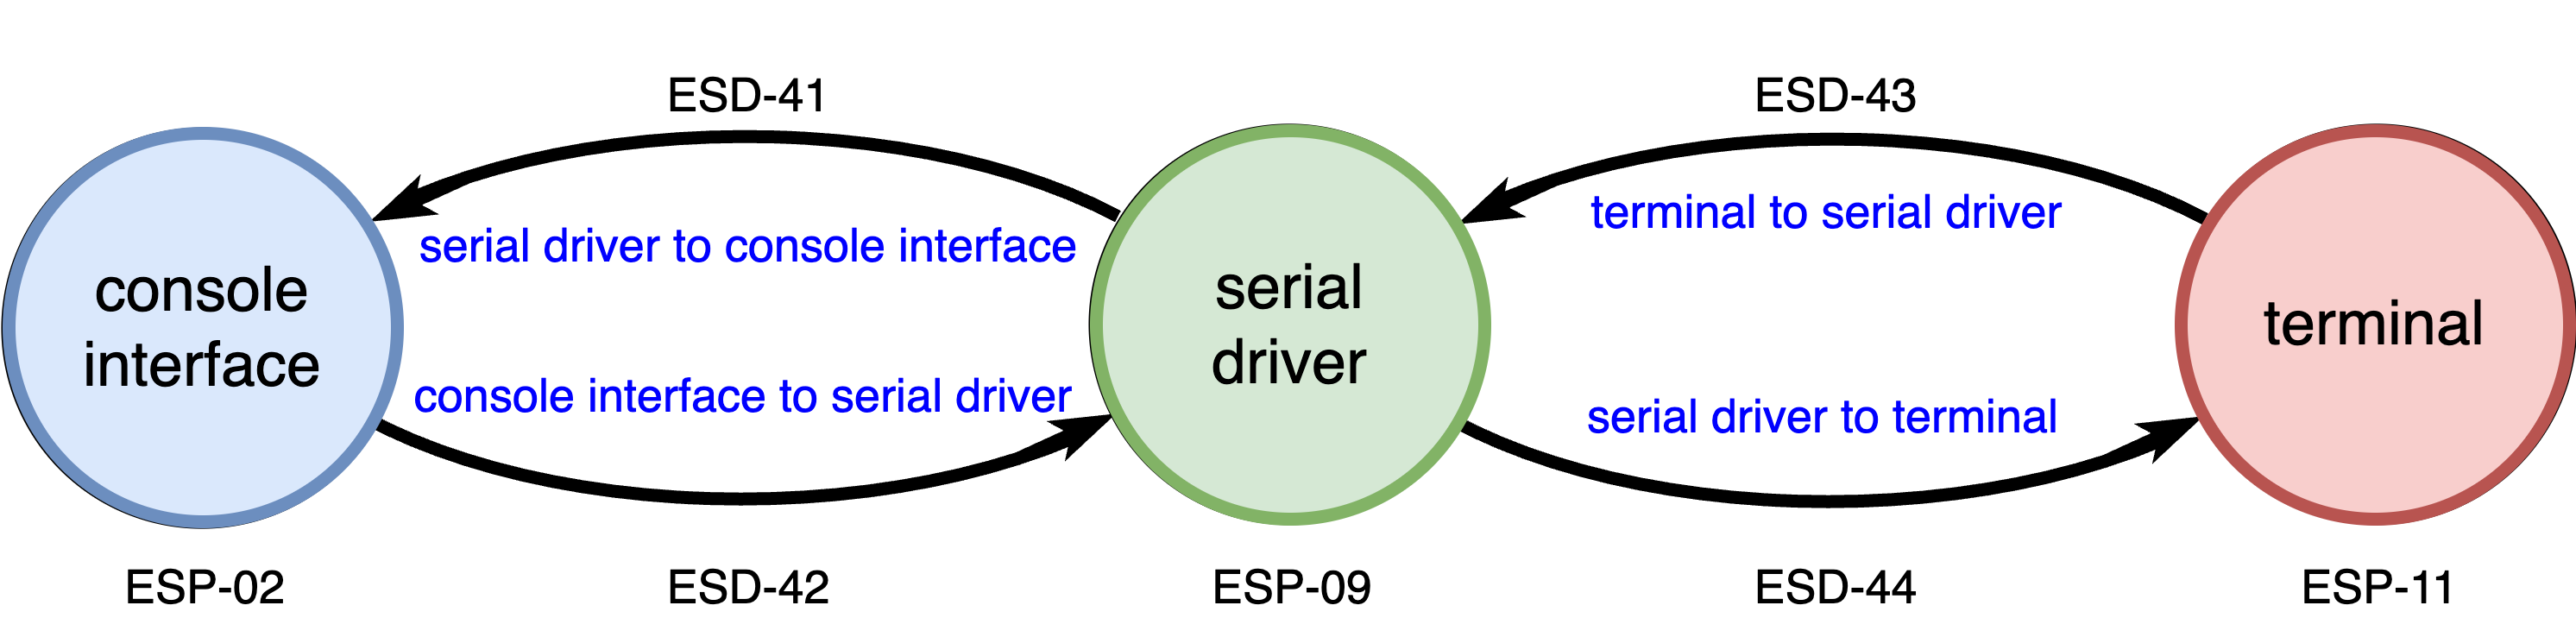 ESD-41
ESD-43
serial driver to console interface
terminal to serial driver
console
interface
serial
driver
terminal
console interface to serial driver
serial driver to terminal
ESP-02
ESD-42
ESP-09
ESD-44
ESP-11